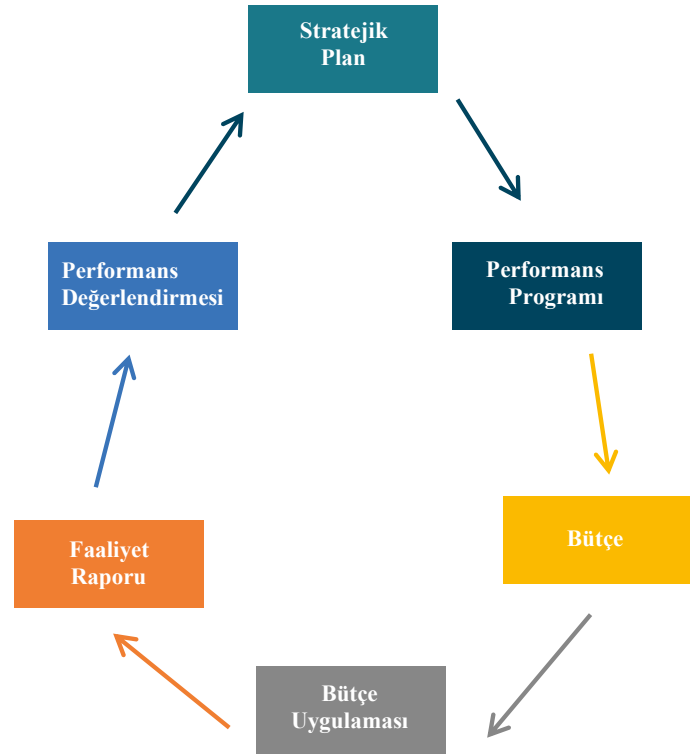 Stratejik
Plan
Performans
Programı
Bütçe
Bütçe
Uygulaması
Faaliyet
Raporu
Performans
Değerlendirmesi